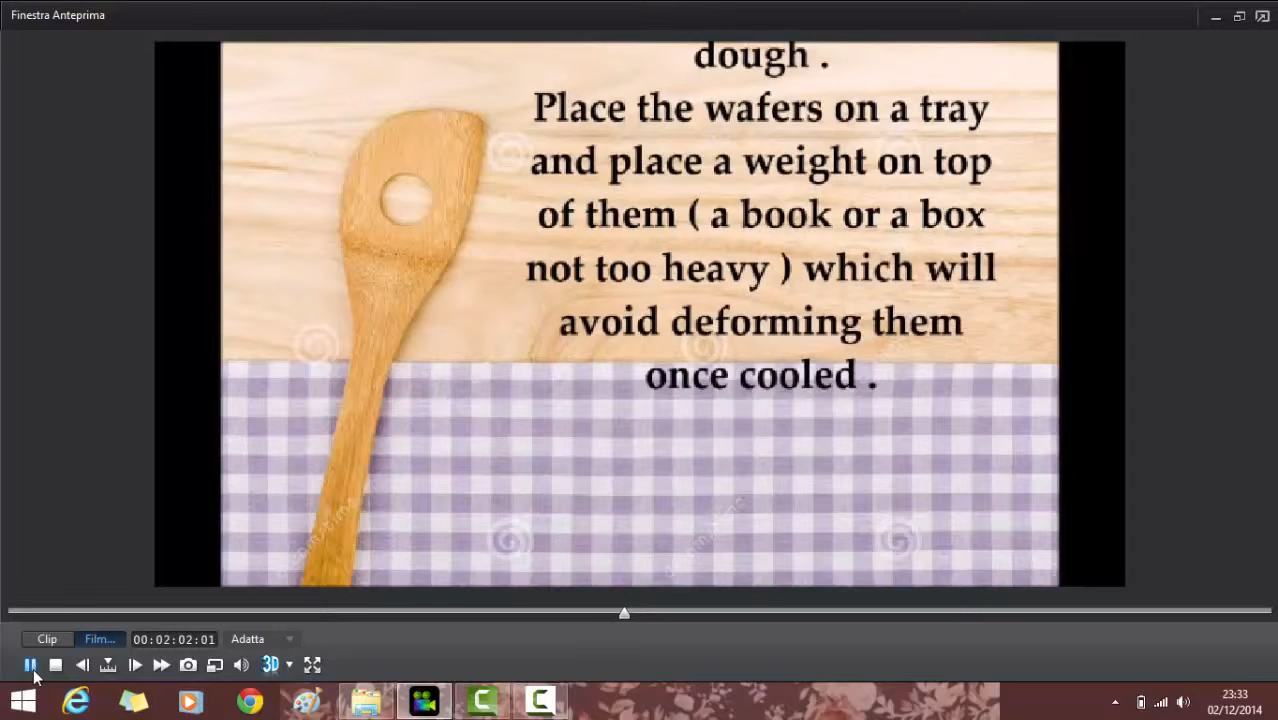 Finestra Anteprima
dough .
Place the wafers on a tray
and place a weight on top
of them ( a book or a box
not too heavy ) which will
avoid deforming them
once cooled .
Clip
Film...
00:02:02:01
Adatta
3D
23:33
02/12/2014